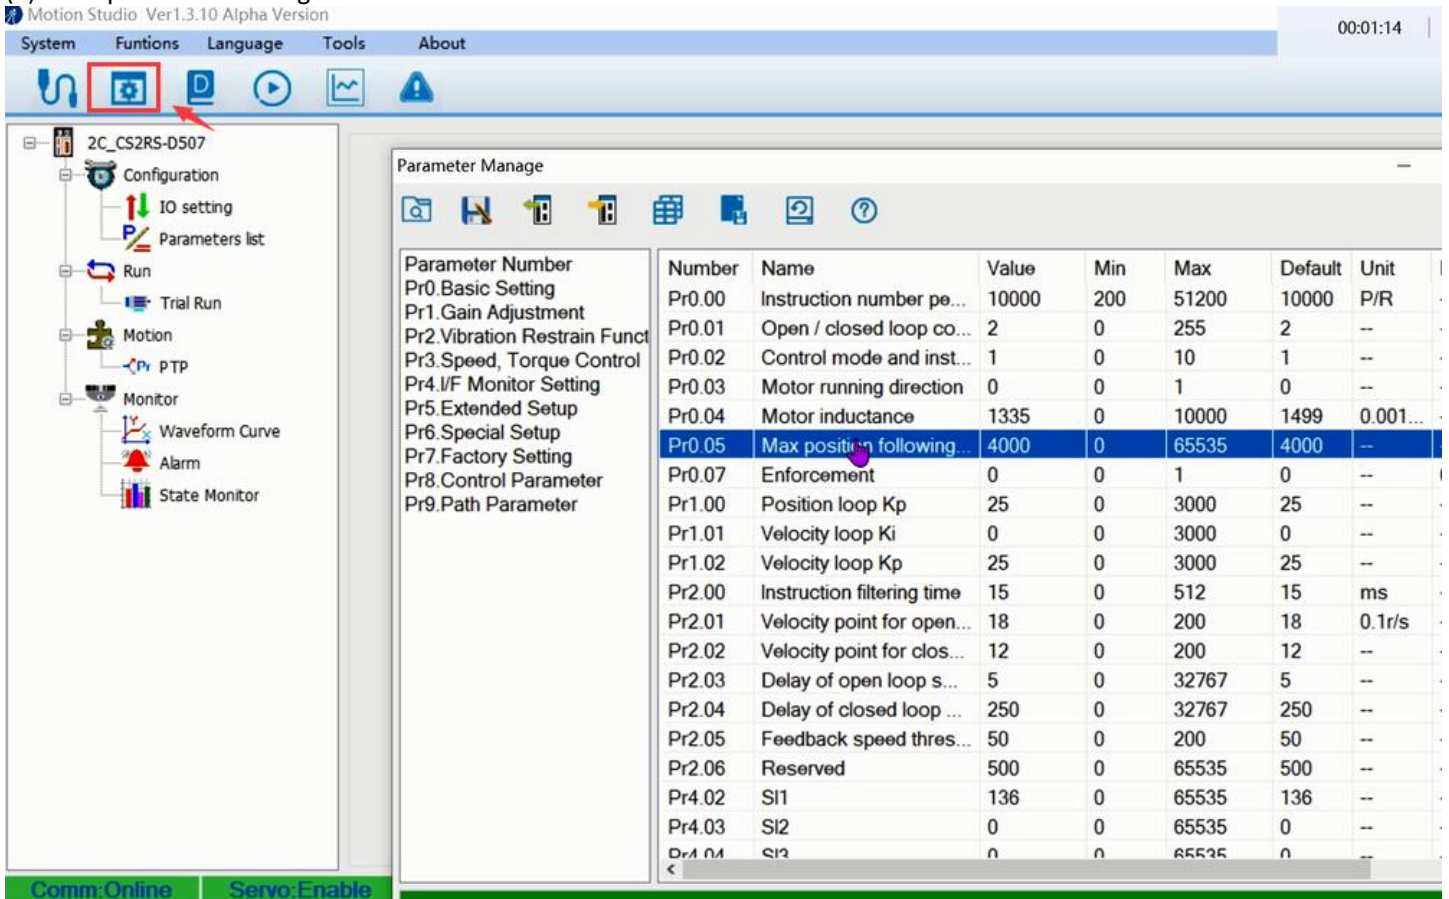 Motion Studio Ver1.3.10 Alpha Version
00:01:14
System Funtions Language Tools About
2C_CS2RS-D507
Configuration
IO setting
Parameters list
Run
Trial Run
Motion
PTP
Monitor
Waveform Curve
Alarm
State Monitor
Parameter Manage
Parameter Number
Pr0.Basic Setting
Pr1.Gain Adjustment
Pr2.Vibration Restrain Funct
Pr3.Speed, Torque Control
Pr4.I/F Monitor Setting
Pr5.Extended Setup
Pr6.Special Setup
Pr7.Factory Setting
Pr8.Control Parameter
Pr9.Path Parameter
Number Name Value Min Max Default Unit
Pr0.00 Instruction number pe... 10000 200 51200 10000 P/R
Pr0.01 Open / closed loop co... 2 0 255 2 --
Pr0.02 Control mode and inst... 1 0 10 1 --
Pr0.03 Motor running direction 0 0 1 0 --
Pr0.04 Motor inductance 1335 0 10000 1499 0.001...
Pr0.05 Max position following... 4000 0 65535 4000 --
Pr0.07 Enforcement 0 0 1 0 --
Pr1.00 Position loop Kp 25 0 3000 25 --
Pr1.01 Velocity loop Ki 0 0 3000 0 --
Pr1.02 Velocity loop Kp 25 0 3000 25 --
Pr2.00 Instruction filtering time 15 0 512 15 ms
Pr2.01 Velocity point for open... 18 0 200 18 0.1r/s
Pr2.02 Velocity point for clos... 12 0 200 12 --
Pr2.03 Delay of open loop s... 5 0 32767 5 --
Pr2.04 Delay of closed loop ... 250 0 32767 250 --
Pr2.05 Feedback speed thres... 50 0 200 50 --
Pr2.06 Reserved 500 0 65535 500 --
Pr4.02 SI1 136 0 65535 136 --
Pr4.03 SI2 0 0 65535 0 --
Pr4.04 SI3 0 0 65535 0
Comm:Online Servo:Enable